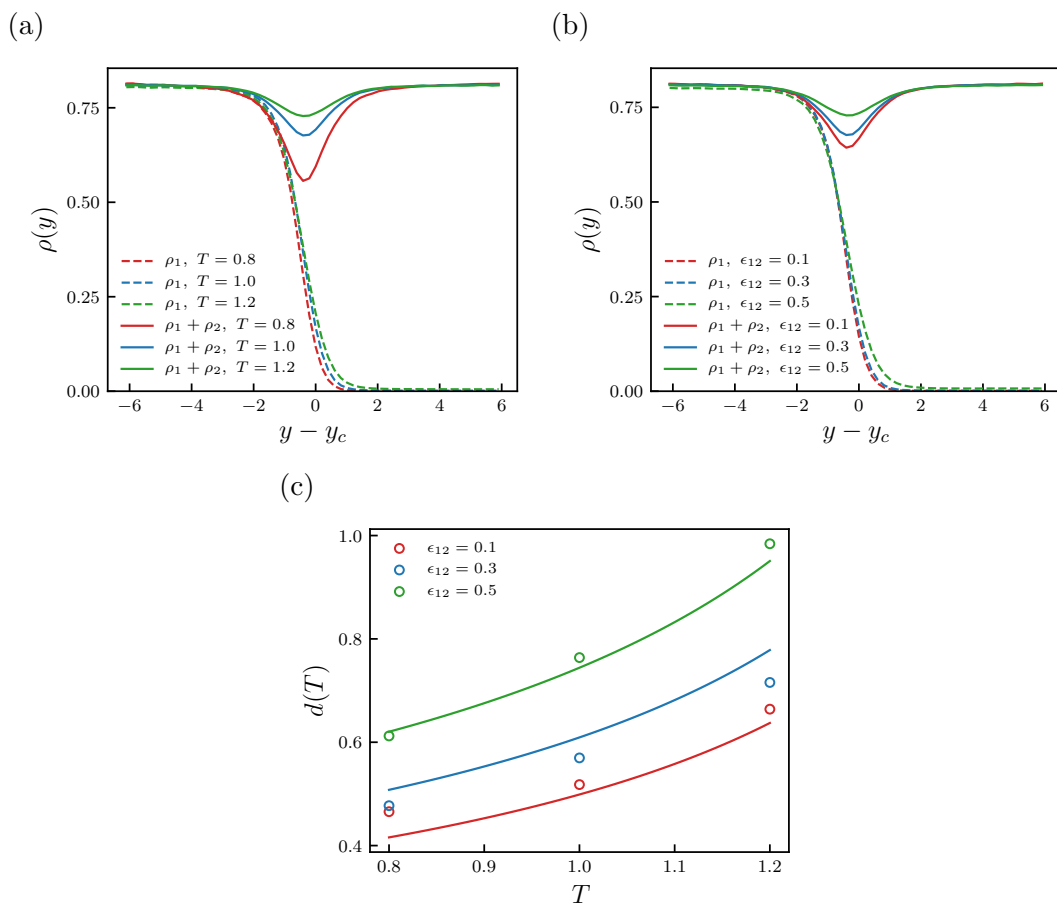 (a)
0.75
0.50
0.25
0.00
ρ(y)
ρ₁, T = 0.8
ρ₁, T = 1.0
ρ₁, T = 1.2
ρ₁ + ρ₂, T = 0.8
ρ₁ + ρ₂, T = 1.0
ρ₁ + ρ₂, T = 1.2
−6 −4 −2 0 2 4 6
y − y_c
(b)
0.75
0.50
0.25
0.00
ρ(y)
ρ₁, ϵ₁₂ = 0.1
ρ₁, ϵ₁₂ = 0.3
ρ₁, ϵ₁₂ = 0.5
ρ₁ + ρ₂, ϵ₁₂ = 0.1
ρ₁ + ρ₂, ϵ₁₂ = 0.3
ρ₁ + ρ₂, ϵ₁₂ = 0.5
−6 −4 −2 0 2 4 6
y − y_c
(c)
1.0
0.8
0.6
0.4
d(T)
ϵ₁₂ = 0.1
ϵ₁₂ = 0.3
ϵ₁₂ = 0.5
0.8 0.9 1.0 1.1 1.2
T